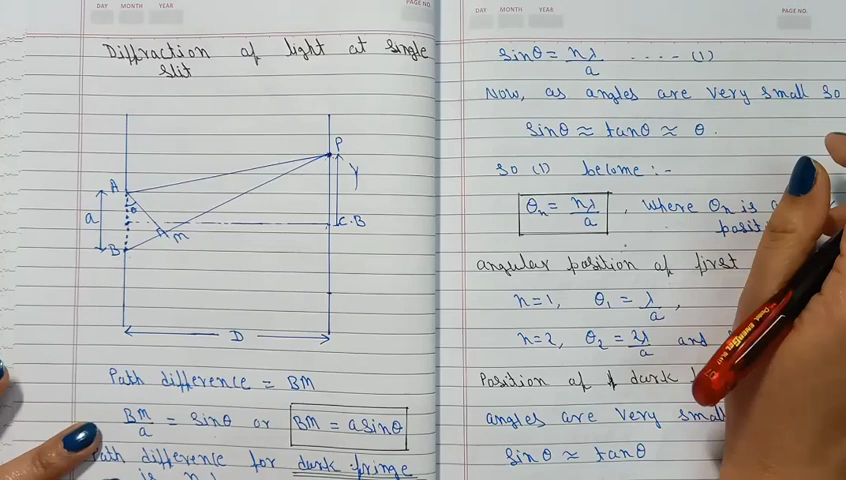 DAY MONTH YEAR
PAGE NO.
Diffraction of light at single
slit
P
A
Y
θ
a
C.B
M
B
D
Path difference = BM
BM/a = sinθ or BM = asinθ
Path difference for dark fringe
is
DAY MONTH YEAR
PAGE NO.
sinθ = nλ/a .... (1)
Now, as angles are very small so
sinθ ≈ tanθ ≈ θ.
so (1) become :-
θn = nλ/a , where θn is
angular position of first
n=1, θ1 = λ/a,
n=2, θ2 = 2λ/a and
Position of dark
angles are very small
sinθ ≈ tanθ